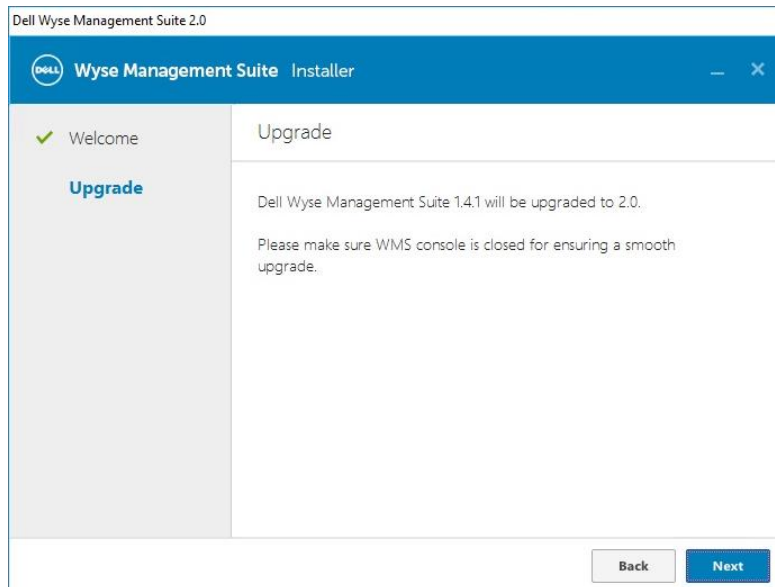 Dell Wyse Management Suite 2.0
DELL
Wyse Management Suite Installer
Welcome
Upgrade
Upgrade
Dell Wyse Management Suite 1.4.1 will be upgraded to 2.0.
Please make sure WMS console is closed for ensuring a smooth
upgrade.
Back
Next